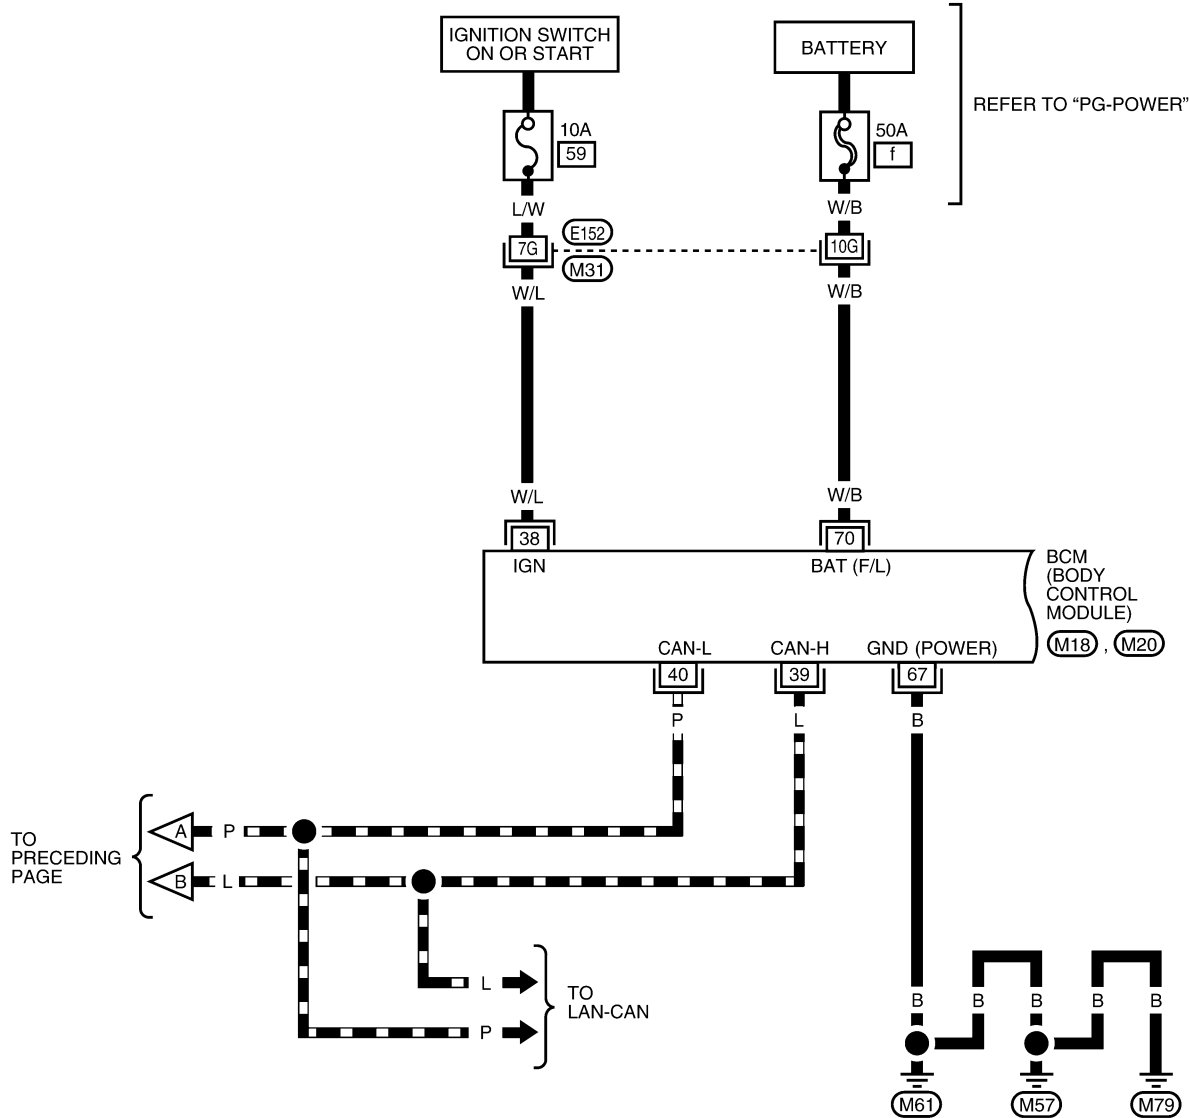 IGNITION SWITCH
ON OR START
BATTERY
REFER TO “PG-POWER”
10A
59
50A
f
L/W
W/B
7G
E152
M31
10G
W/L
W/B
W/L
W/B
38
70
IGN
BAT (F/L)
BCM
(BODY
CONTROL
MODULE)
M18 , M20
CAN-L
CAN-H
GND (POWER)
40
39
67
P
L
B
TO
PRECEDING
PAGE
A
P
B
L
L
P
TO
LAN-CAN
B
B
B
B
B
M61
M57
M79